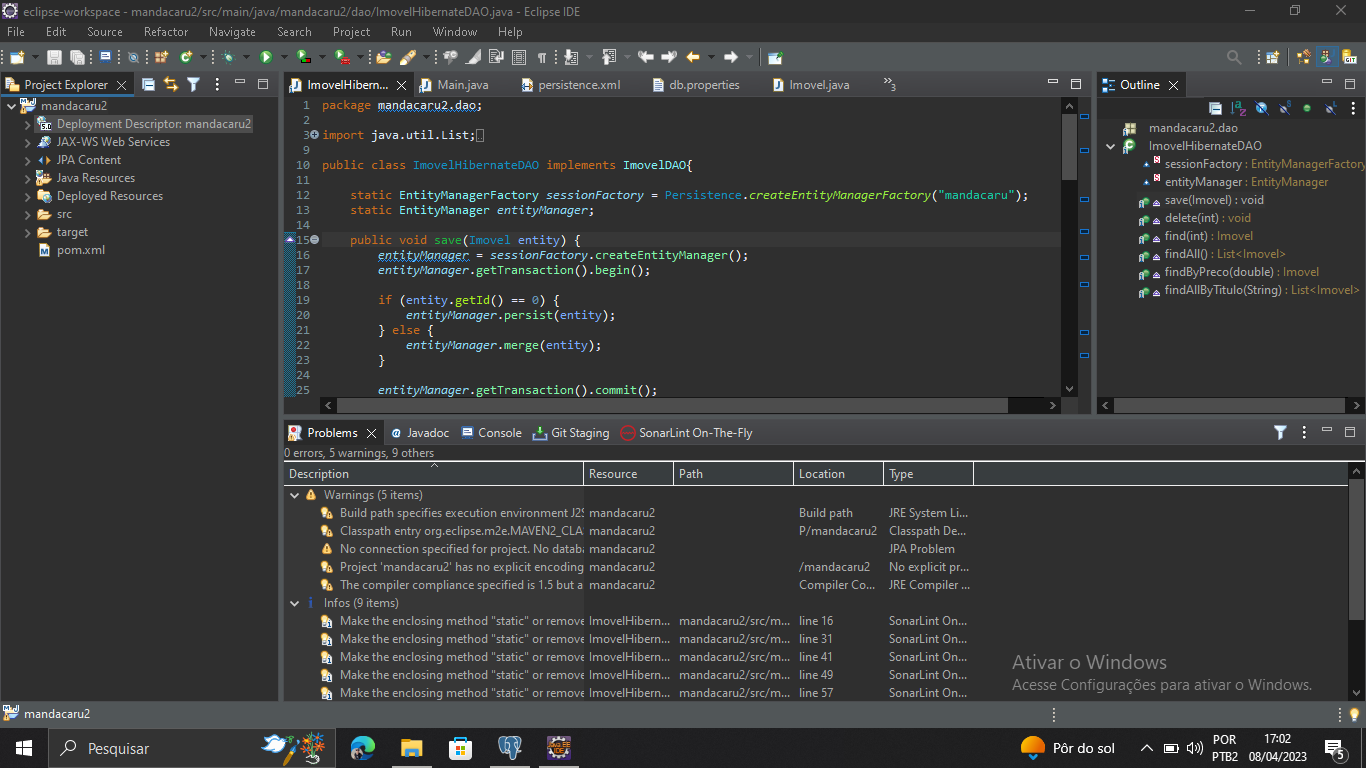 eclipse-workspace - mandacaru2/src/main/java/mandacaru2/dao/ImovelHibernateDAO.java - Eclipse IDE
File Edit Source Refactor Navigate Search Project Run Window Help
Project Explorer
mandacaru2
Deployment Descriptor: mandacaru2
JAX-WS Web Services
JPA Content
Java Resources
Deployed Resources
src
target
pom.xml
ImovelHibern... Main.java persistence.xml db.properties Imovel.java »3
1 package mandacaru2.dao;
2
3 import java.util.List;
9
10 public class ImovelHibernateDAO implements ImovelDAO{
11
12 static EntityManagerFactory sessionFactory = Persistence.createEntityManagerFactory("mandacaru");
13 static EntityManager entityManager;
14
15 public void save(Imovel entity) {
16 entityManager = sessionFactory.createEntityManager();
17 entityManager.getTransaction().begin();
18
19 if (entity.getId() == 0) {
20 entityManager.persist(entity);
21 } else {
22 entityManager.merge(entity);
23 }
24
25 entityManager.getTransaction().commit();
Outline
mandacaru2.dao
ImovelHibernateDAO
sessionFactory : EntityManagerFactory
entityManager : EntityManager
save(Imovel) : void
delete(int) : void
find(int) : Imovel
findAll() : List<Imovel>
findByPreco(double) : Imovel
findAllByTitulo(String) : List<Imovel>
Problems Javadoc Console Git Staging SonarLint On-The-Fly
0 errors, 5 warnings, 9 others
Description Resource Path Location Type
Warnings (5 items)
Build path specifies execution environment J2S mandacaru2 Build path JRE System Li...
Classpath entry org.eclipse.m2e.MAVEN2_CLA mandacaru2 P/mandacaru2 Classpath De...
No connection specified for project. No databa mandacaru2 JPA Problem
Project 'mandacaru2' has no explicit encoding mandacaru2 /mandacaru2 No explicit pr...
The compiler compliance specified is 1.5 but a mandacaru2 Compiler Co... JRE Compiler ...
Infos (9 items)
Make the enclosing method "static" or remove ImovelHibern... mandacaru2/src/m... line 16 SonarLint On...
Make the enclosing method "static" or remove ImovelHibern... mandacaru2/src/m... line 31 SonarLint On...
Make the enclosing method "static" or remove ImovelHibern... mandacaru2/src/m... line 41 SonarLint On...
Make the enclosing method "static" or remove ImovelHibern... mandacaru2/src/m... line 49 SonarLint On...
Make the enclosing method "static" or remove ImovelHibern... mandacaru2/src/m... line 57 SonarLint On...
Ativar o Windows
Acesse Configurações para ativar o Windows.
mandacaru2
Pesquisar
Pôr do sol
POR
PTB2
17:02
08/04/2023
5